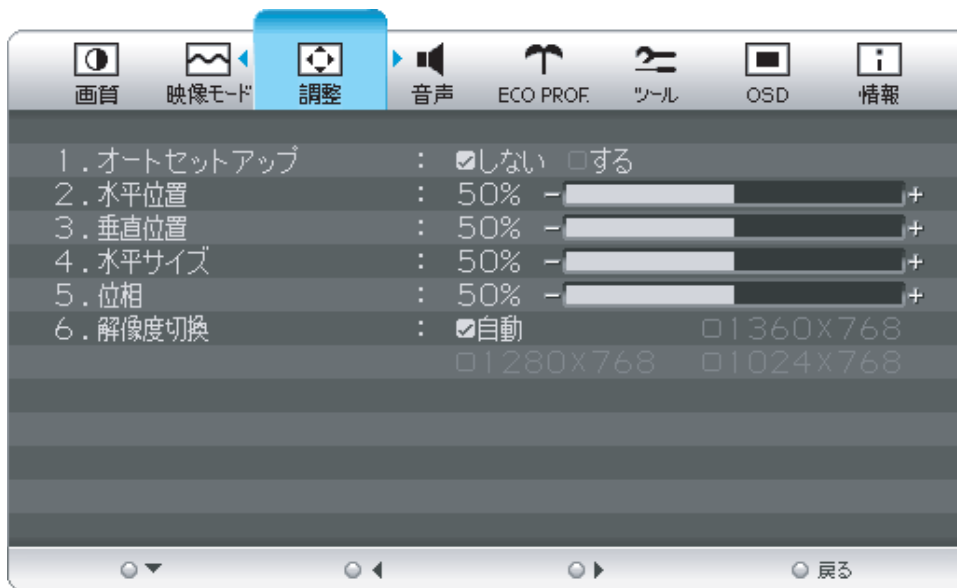 画質 映像モード 調整 音声 ECO PROF. ツール OSD 情報
1.オートセットアップ : しない する
2.水平位置 : 50% - +
3.垂直位置 : 50% - +
4.水平サイズ : 50% - +
5.位相 : 50% - +
6.解像度切換 : 自動 1360X768
1280X768 1024X768
戻る